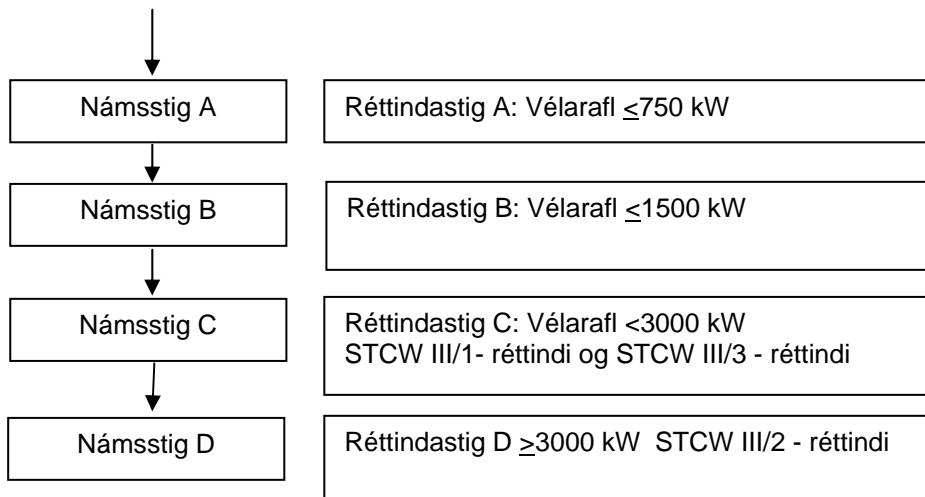 Námsstig A
Réttindastig A: Vélarafl ≤750 kW
Námsstig B
Réttindastig B: Vélarafl ≤1500 kW
Námsstig C
Réttindastig C: Vélarafl <3000 kW
STCW III/1- réttindi og STCW III/3 - réttindi
Námsstig D
Réttindastig D ≥3000 kW  STCW III/2 - réttindi